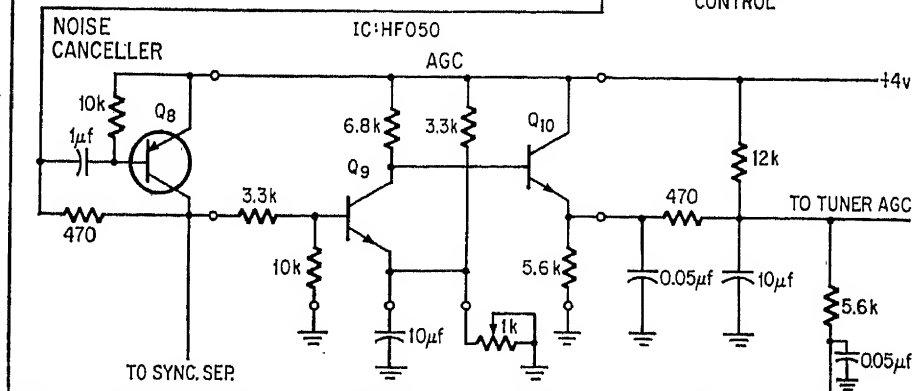 CONTROL
NOISE
CANCELLER
IC:HF050
AGC
+4v
10k
Q8
6.8k
3.3k
Q10
1μf
12k
Q9
3.3k
470
TO TUNER AGC
470
10k
5.6k
0.05μf
10μf
5.6k
10μf
1k
0.05μf
TO SYNC. SEP.